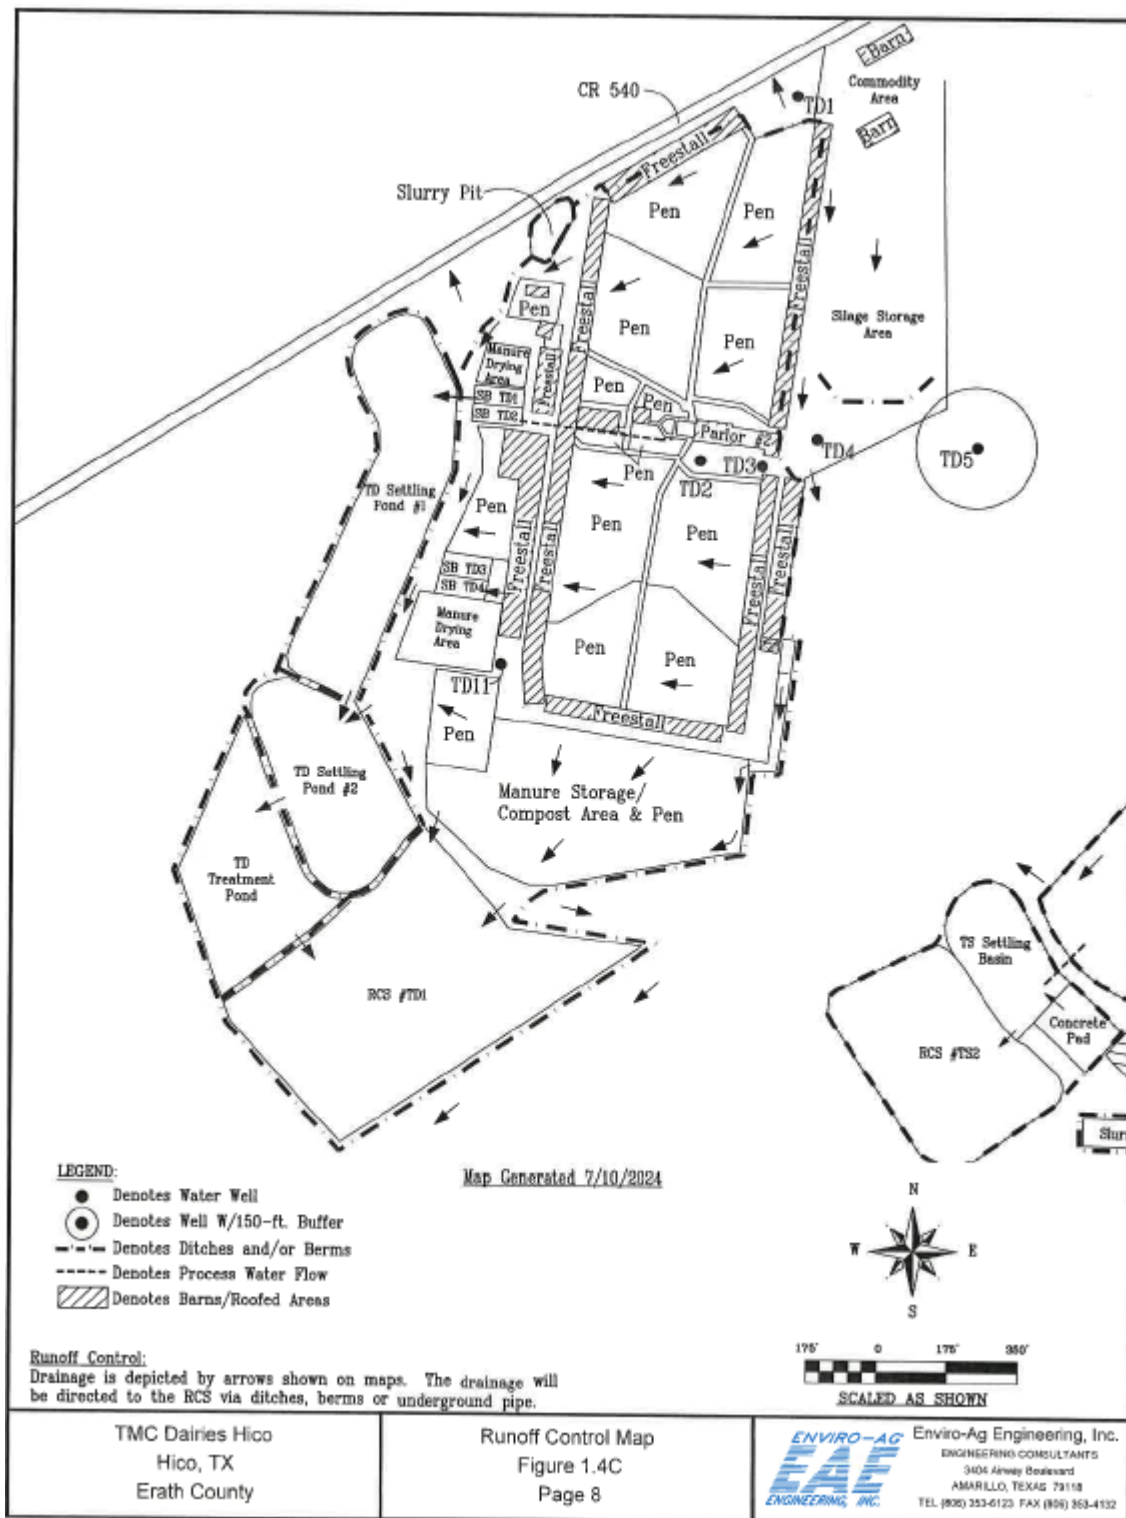 Barn
Commodity
Area
CR 540
TD1
Barn
Freestall
Slurry Pit
Pen
Pen
Freestall
Silage Storage
Area
Pen
Pen
Pen
Freestall
Manure
Drying
Area
Freestall
Pen
Pen
SB TD1
SB TD2
Parlor #2
TD4
TD5
Pen
TD3
TD2
TD Settling
Pond #1
Pen
Pen
Pen
Freestall
Freestall
Freestall
Freestall
SB TD3
SB TD4
Manure
Drying
Area
Pen
Pen
TD11
Freestall
Pen
TD Settling
Pond #2
Manure Storage/
Compost Area & Pen
TD
Treatment
Pond
TS Settling
Basin
RCS #TD1
Concrete
Pad
RCS #TS2
Slur
LEGEND:
Denotes Water Well
Denotes Well W/150-ft. Buffer
Denotes Ditches and/or Berms
Denotes Process Water Flow
Denotes Barns/Roofed Areas
Map Generated 7/10/2024
N
W E
S
175' 0 175' 350'
SCALED AS SHOWN
Runoff Control:
Drainage is depicted by arrows shown on maps. The drainage will
be directed to the RCS via ditches, berms or underground pipe.
TMC Dairies Hico
Hico, TX
Erath County
Runoff Control Map
Figure 1.4C
Page 8
ENVIRO-AG
EAE
ENGINEERING, INC.
Enviro-Ag Engineering, Inc.
ENGINEERING CONSULTANTS
3404 Airway Boulevard
AMARILLO, TEXAS 79118
TEL (806) 353-6123 FAX (806) 353-4132